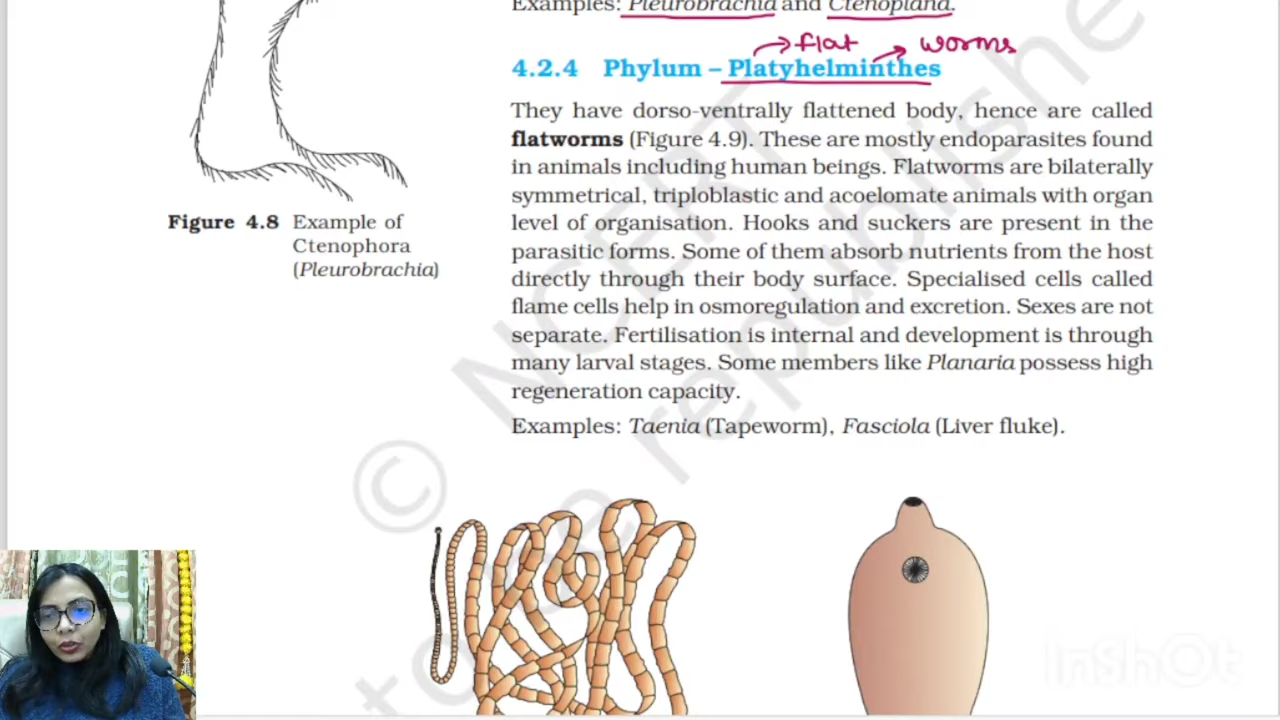 Examples: Pleurobrachia and Ctenoplana.
flat worms
4.2.4 Phylum – Platyhelminthes
They have dorso-ventrally flattened body, hence are called
flatworms (Figure 4.9). These are mostly endoparasites found
in animals including human beings. Flatworms are bilaterally
symmetrical, triploblastic and acoelomate animals with organ
level of organisation. Hooks and suckers are present in the
parasitic forms. Some of them absorb nutrients from the host
directly through their body surface. Specialised cells called
flame cells help in osmoregulation and excretion. Sexes are not
separate. Fertilisation is internal and development is through
many larval stages. Some members like Planaria possess high
regeneration capacity.
Examples: Taenia (Tapeworm), Fasciola (Liver fluke).
Figure 4.8 Example of
Ctenophora
(Pleurobrachia)
© NCERT
to be republishe
InShOt